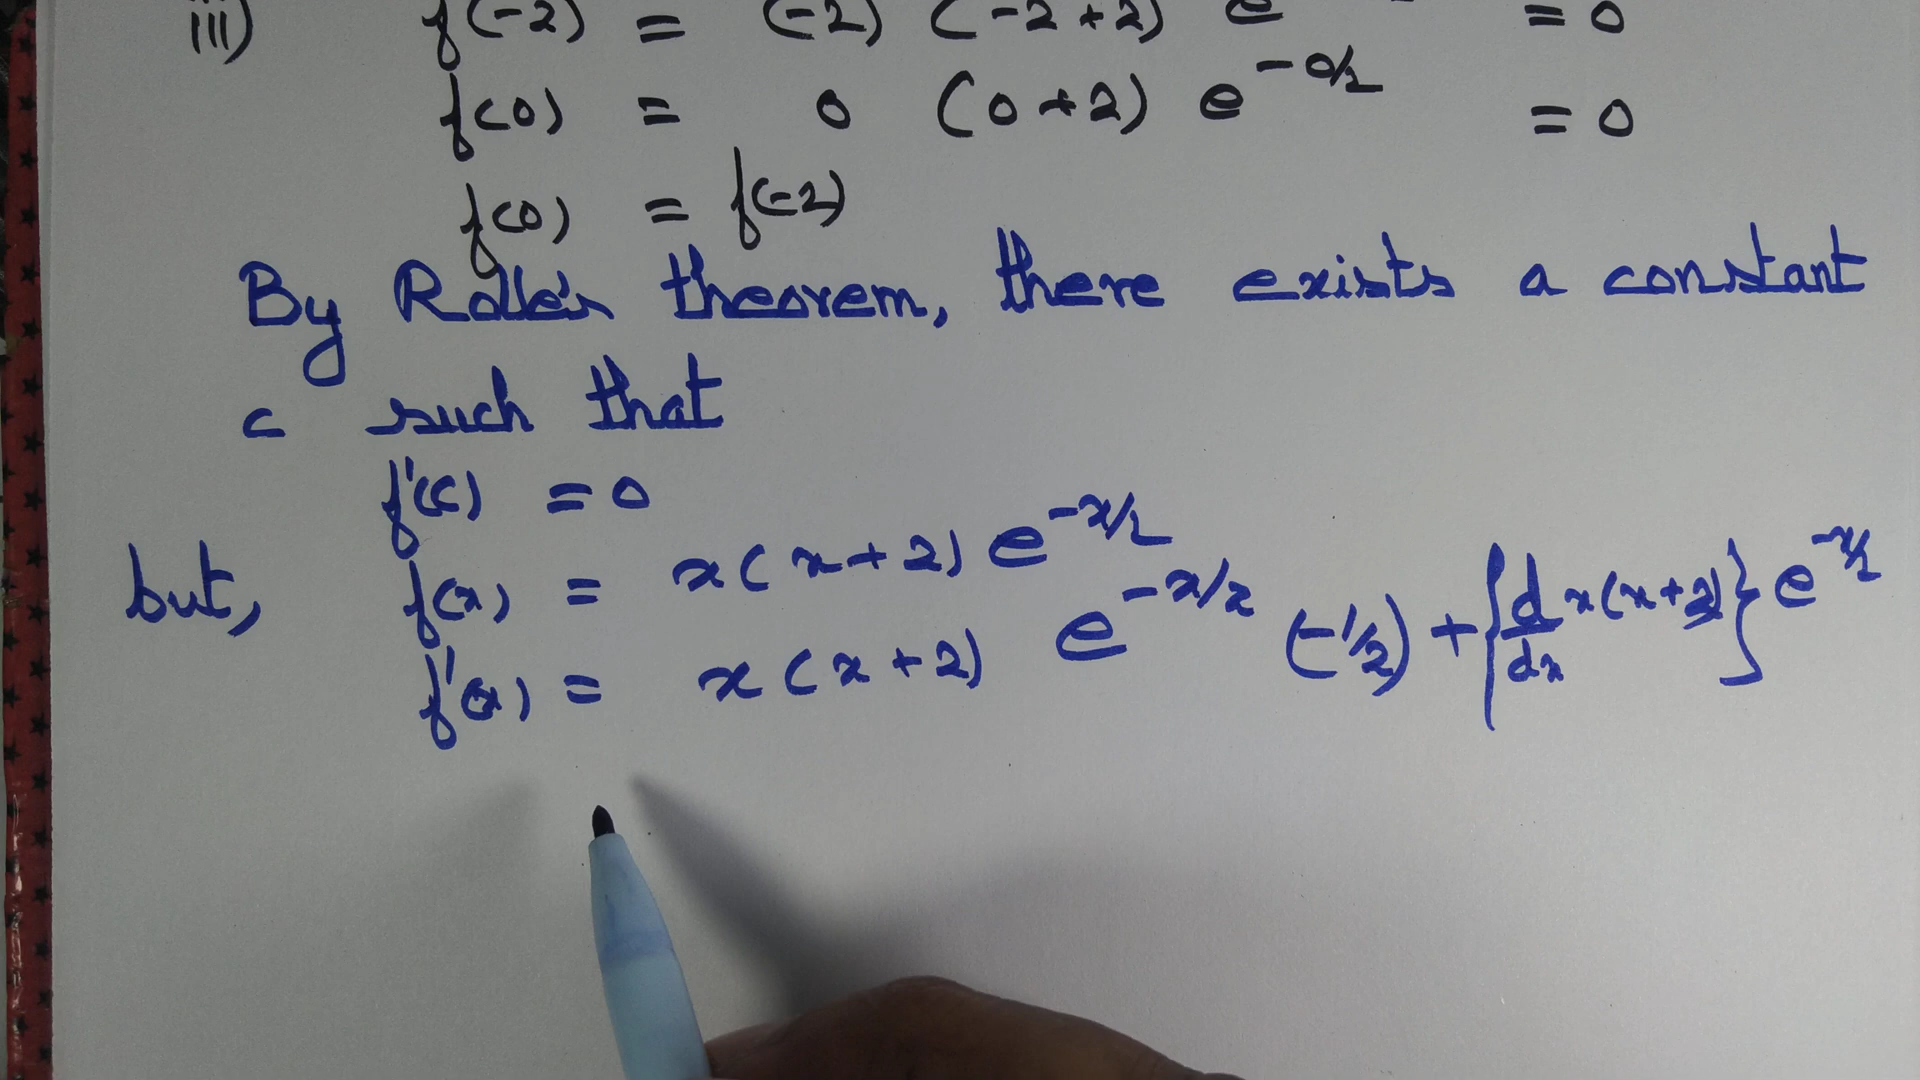 iii) f(-2) = (-2) (-2+2) e = 0
f(0) = 0 (0+2) e^-0/2 = 0
f(0) = f(-2)
By Rolle's theorem, there exists a constant
c such that
f'(c) = 0
but, f(x) = x(x+2) e^-x/2
f'(x) = x(x+2) e^-x/2 (-1/2) + {d/dx x(x+2)} e^-x/2